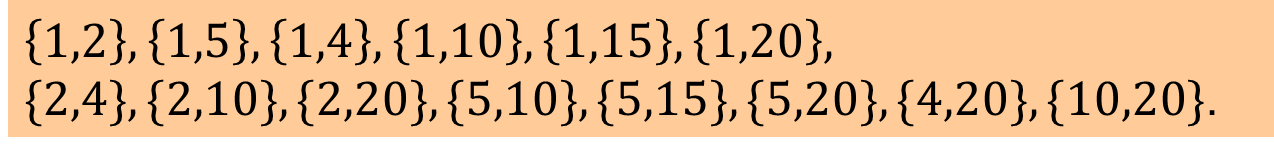 {1,2}, {1,5}, {1,4}, {1,10}, {1,15}, {1,20},
{2,4}, {2,10}, {2,20}, {5,10}, {5,15}, {5,20}, {4,20}, {10,20}.